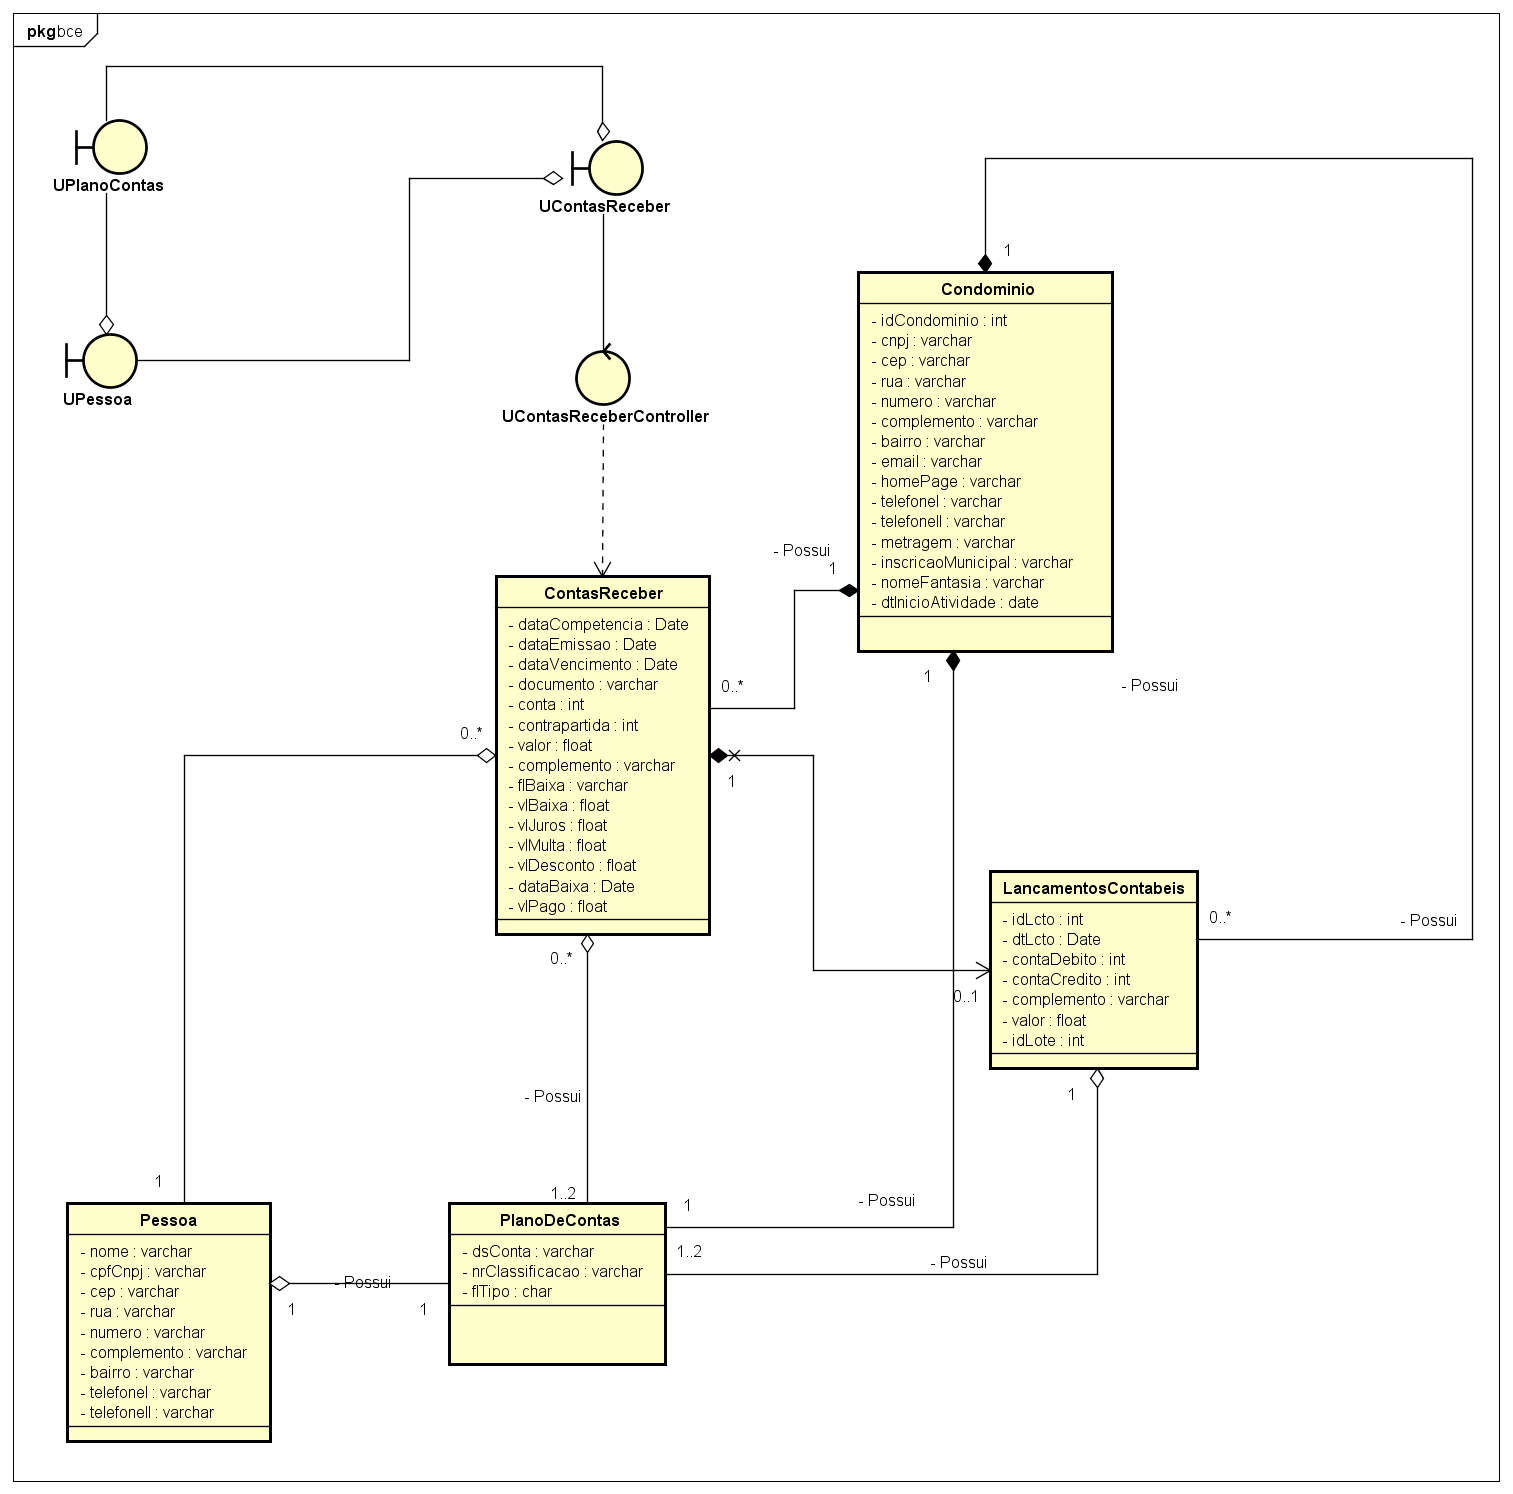 pkg bce
UPlanoContas
UContasReceber
UPessoa
UContasReceberController
1
Condominio
- idCondominio : int
- cnpj : varchar
- cep : varchar
- rua : varchar
- numero : varchar
- complemento : varchar
- bairro : varchar
- email : varchar
- homePage : varchar
- telefoneI : varchar
- telefoneII : varchar
- metragem : varchar
- inscricaoMunicipal : varchar
- nomeFantasia : varchar
- dtInicioAtividade : date
- Possui
1
0..*
1
- Possui
ContasReceber
- dataCompetencia : Date
- dataEmissao : Date
- dataVencimento : Date
- documento : varchar
- conta : int
- contrapartida : int
- valor : float
- complemento : varchar
- flBaixa : varchar
- vlBaixa : float
- vlJuros : float
- vlMulta : float
- vlDesconto : float
- dataBaixa : Date
- vlPago : float
0..*
1
0..*
0..1
LancamentosContabeis
- idLcto : int
- dtLcto : Date
- contaDebito : int
- contaCredito : int
- complemento : varchar
- valor : float
- idLote : int
0..*
- Possui
1
- Possui
1
1..2
1
- Possui
1..2
- Possui
Pessoa
- nome : varchar
- cpfCnpj : varchar
- cep : varchar
- rua : varchar
- numero : varchar
- complemento : varchar
- bairro : varchar
- telefoneI : varchar
- telefoneII : varchar
- Possui
1
1
PlanoDeContas
- dsConta : varchar
- nrClassificacao : varchar
- flTipo : char